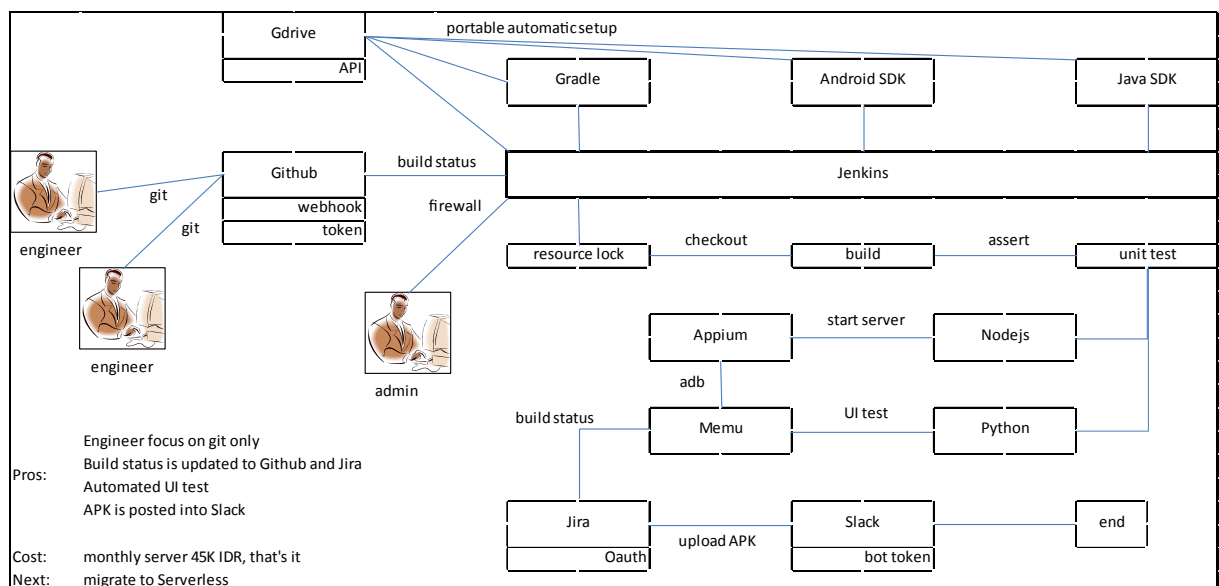 Gdrive
portable automatic setup
API
Gradle
Android SDK
Java SDK
Github
build status
Jenkins
git
webhook
firewall
token
git
engineer
resource lock
checkout
build
assert
unit test
engineer
admin
Appium
start server
Nodejs
adb
build status
Memu
UI test
Python
Pros:
Engineer focus on git only
Build status is updated to Github and Jira
Automated UI test
APK is posted into Slack
Jira
upload APK
Slack
end
Oauth
bot token
Cost: monthly server 45K IDR, that's it
Next: migrate to Serverless